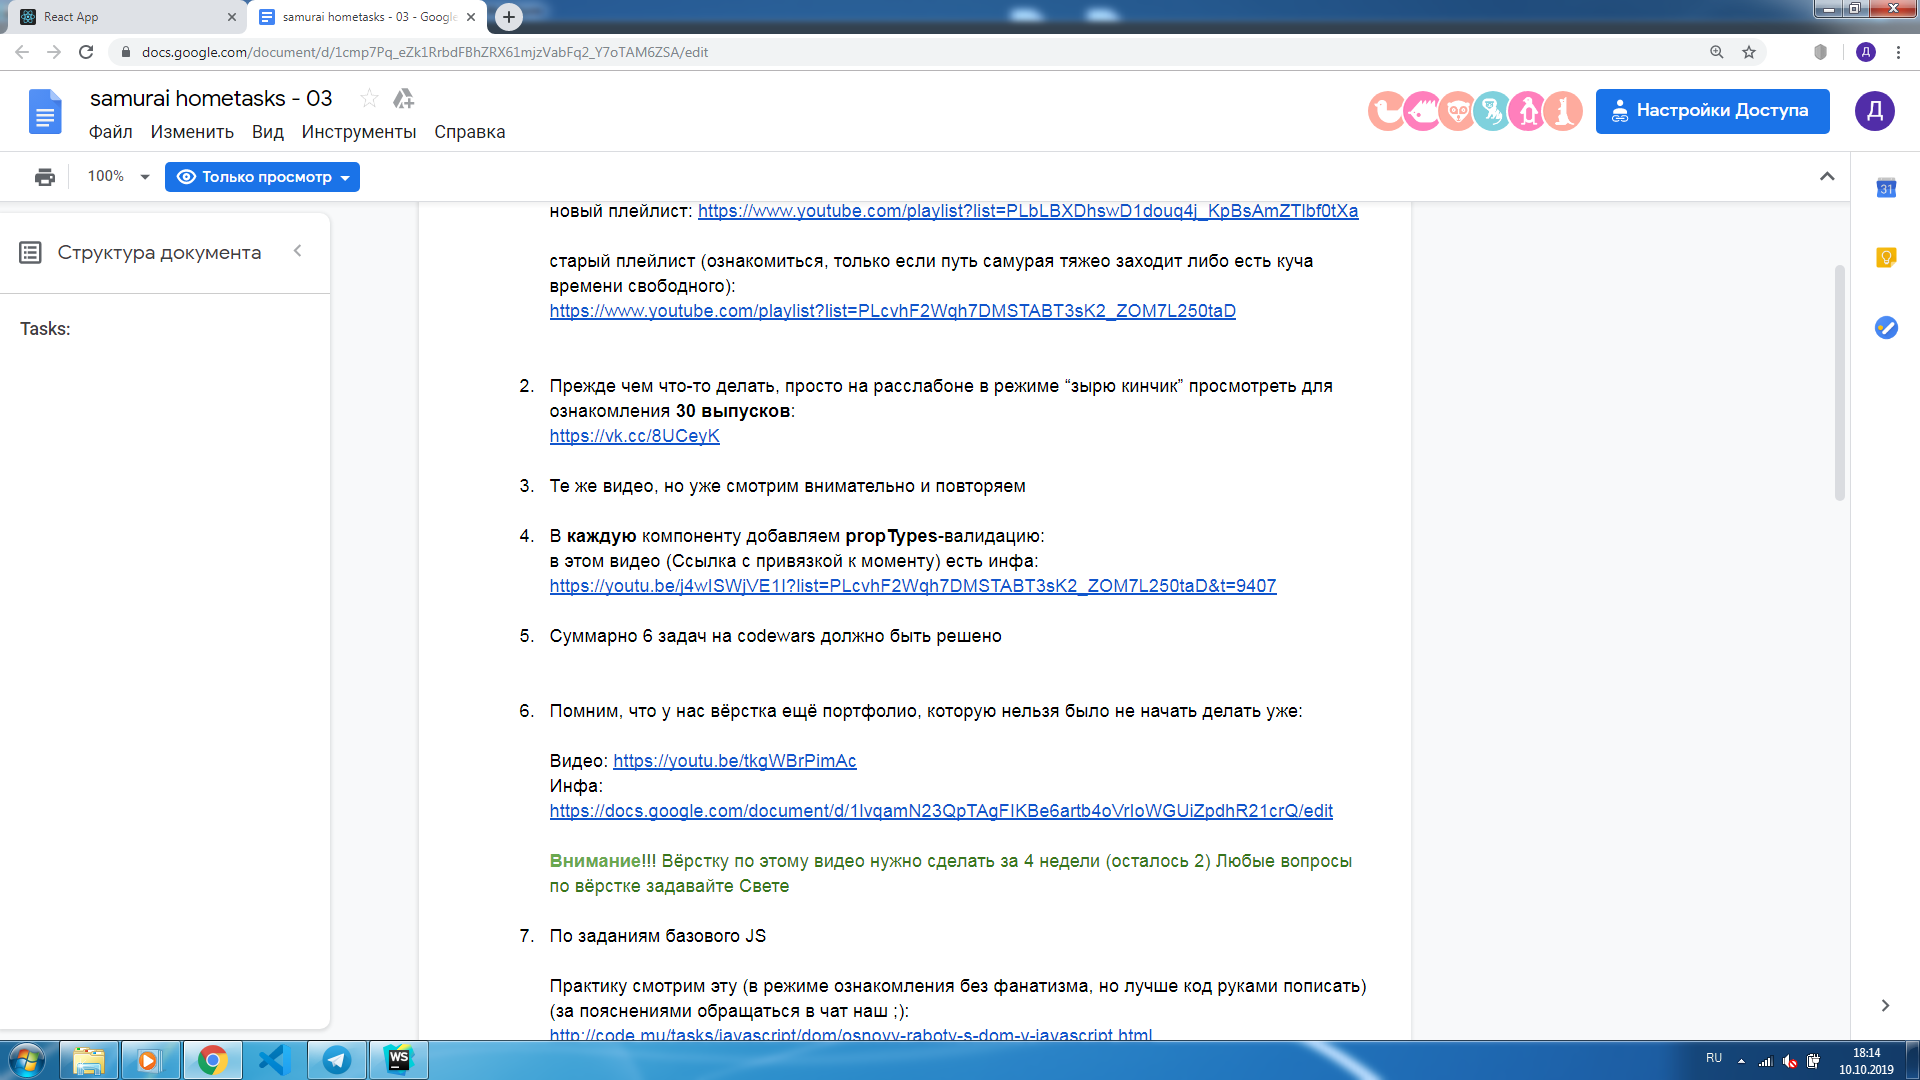 React App
samurai hometasks - 03 - Google
docs.google.com/document/d/1cmp7Pq_eZk1RrbdFBhZRX61mjzVabFq2_Y7oTAM6ZSA/edit
Д
samurai hometasks - 03
Файл Изменить Вид Инструменты Справка
Настройки Доступа
Д
100%
Только просмотр
31
Структура документа
Tasks:
новый плейлист: https://www.youtube.com/playlist?list=PLbLBXDhswD1douq4j_KpBsAmZTlbf0tXa
старый плейлист (ознакомиться, только если путь самурая тяжео заходит либо есть куча
времени свободного):
https://www.youtube.com/playlist?list=PLcvhF2Wqh7DMSTABT3sK2_ZOM7L250taD
2. Прежде чем что-то делать, просто на расслабоне в режиме “зырю кинчик” просмотреть для
ознакомления 30 выпусков:
https://vk.cc/8UCeyK
3. Те же видео, но уже смотрим внимательно и повторяем
4. В каждую компоненту добавляем propTypes-валидацию:
в этом видео (Ссылка с привязкой к моменту) есть инфа:
https://youtu.be/j4wISWjVE1I?list=PLcvhF2Wqh7DMSTABT3sK2_ZOM7L250taD&t=9407
5. Суммарно 6 задач на codewars должно быть решено
6. Помним, что у нас вёрстка ещё портфолио, которую нельзя было не начать делать уже:
Видео: https://youtu.be/tkgWBrPimAc
Инфа:
https://docs.google.com/document/d/1lvqamN23QpTAgFIKBe6artb4oVrIoWGUiZpdhR21crQ/edit
Внимание!!! Вёрстку по этому видео нужно сделать за 4 недели (осталось 2) Любые вопросы
по вёрстке задавайте Свете
7. По заданиям базового JS
Практику смотрим эту (в режиме ознакомления без фанатизма, но лучше код руками пописать)
(за пояснениями обращаться в чат наш ;):
http://code.mu/tasks/javascript/dom/osnovy-raboty-s-dom-v-javascript.html
WS
RU
18:14
10.10.2019